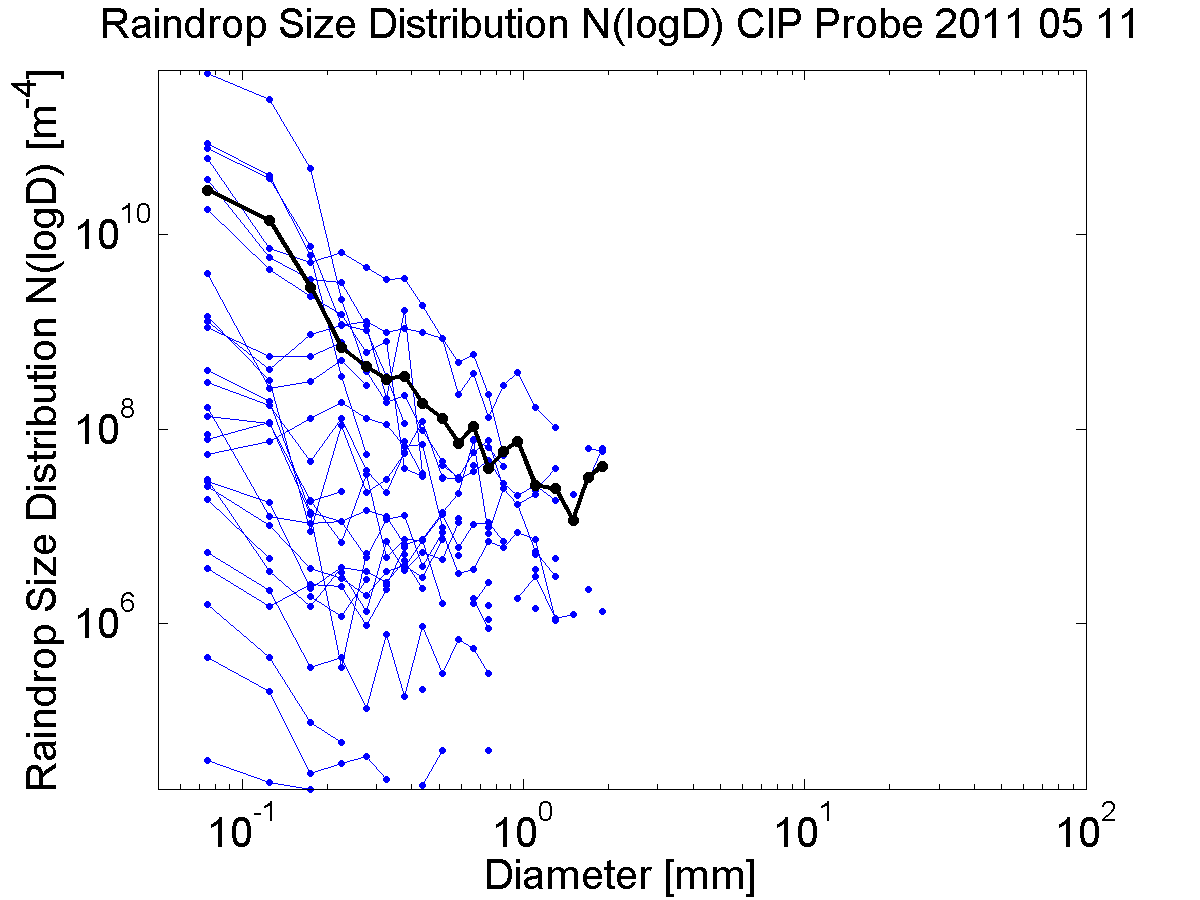 Raindrop Size Distribution N(logD) CIP Probe 2011 05 11
Raindrop Size Distribution N(logD) [m^-4]
10^10
10^8
10^6
10^-1 10^0 10^1 10^2
Diameter [mm]